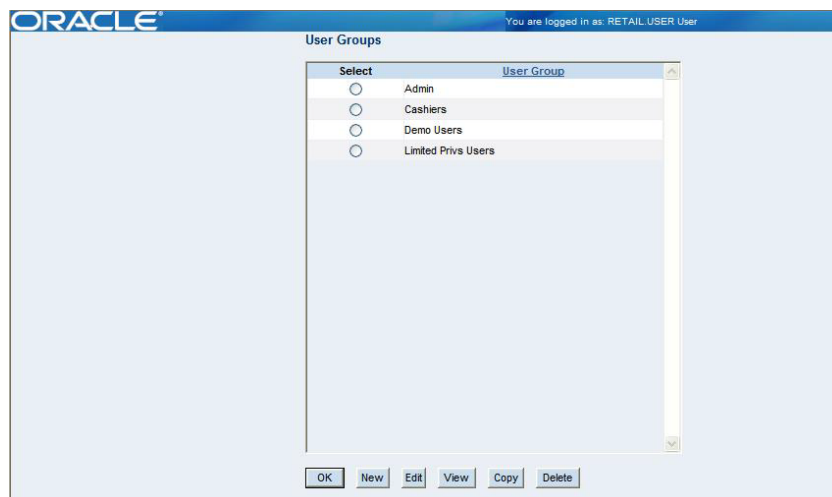 ORACLE®
You are logged in as: RETAIL.USER User
User Groups
Select User Group
Admin
Cashiers
Demo Users
Limited Privs Users
OK New Edit View Copy Delete